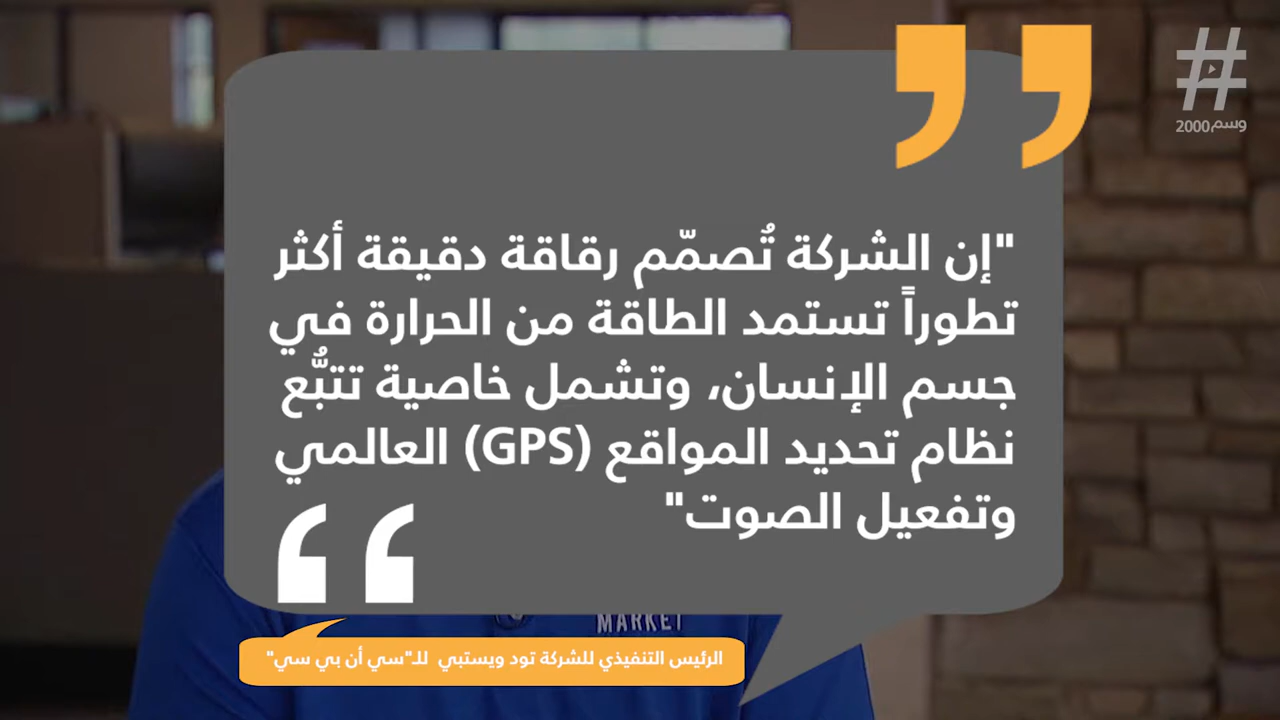 #
وسم2000
"إن الشركة تُصمّم رقاقة دقيقة أكثر
تطوراً تستمد الطاقة من الحرارة في
جسم الإنسان، وتشمل خاصية تتبُّع
نظام تحديد المواقع (GPS) العالمي
وتفعيل الصوت"
MARKET
الرئيس التنفيذي للشركة تود ويستبي للـ"سي أن بي سي"